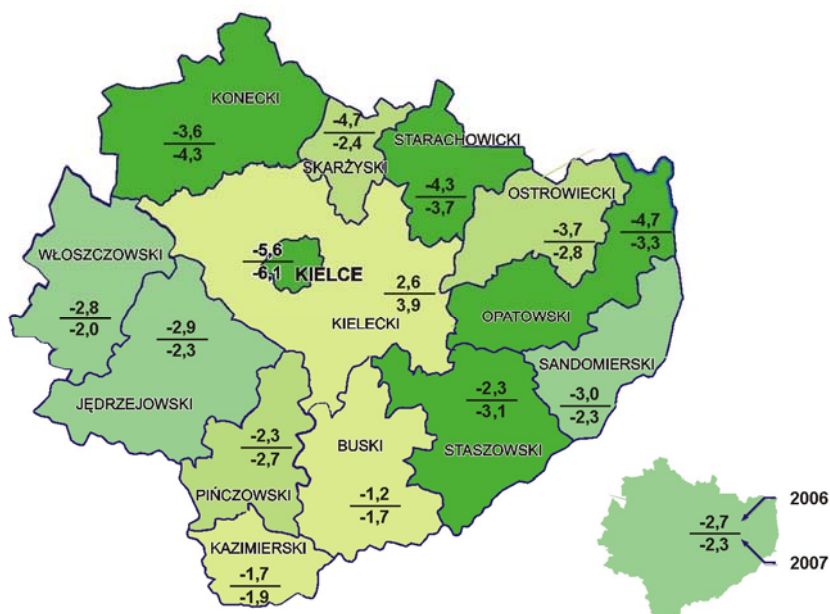 KONECKI
-3,6
-4,3
-4,7
-2,4
SKARŻYSKI
STARACHOWICKI
-4,3
-3,7
OSTROWIECKI
-3,7
-2,8
-4,7
-3,3
OPATOWSKI
WŁOSZCZOWSKI
-2,8
-2,0
-5,6
-6,1
KIELCE
2,6
3,9
KIELECKI
-2,9
-2,3
JĘDRZEJOWSKI
SANDOMIERSKI
-3,0
-2,3
-2,3
-3,1
STASZOWSKI
-2,3
-2,7
PIŃCZOWSKI
BUSKI
-1,2
-1,7
KAZIMIERSKI
-1,7
-1,9
-2,7
-2,3
2006
2007